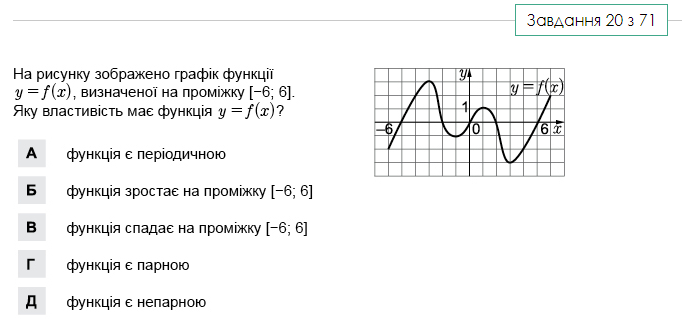 Завдання 20 з 71
На рисунку зображено графік функції
y = f(x), визначеної на проміжку [−6; 6].
Яку властивість має функція y = f(x)?
y
y = f(x)
1
−6
0
6
x
А функція є періодичною
Б функція зростає на проміжку [−6; 6]
В функція спадає на проміжку [−6; 6]
Г функція є парною
Д функція є непарною